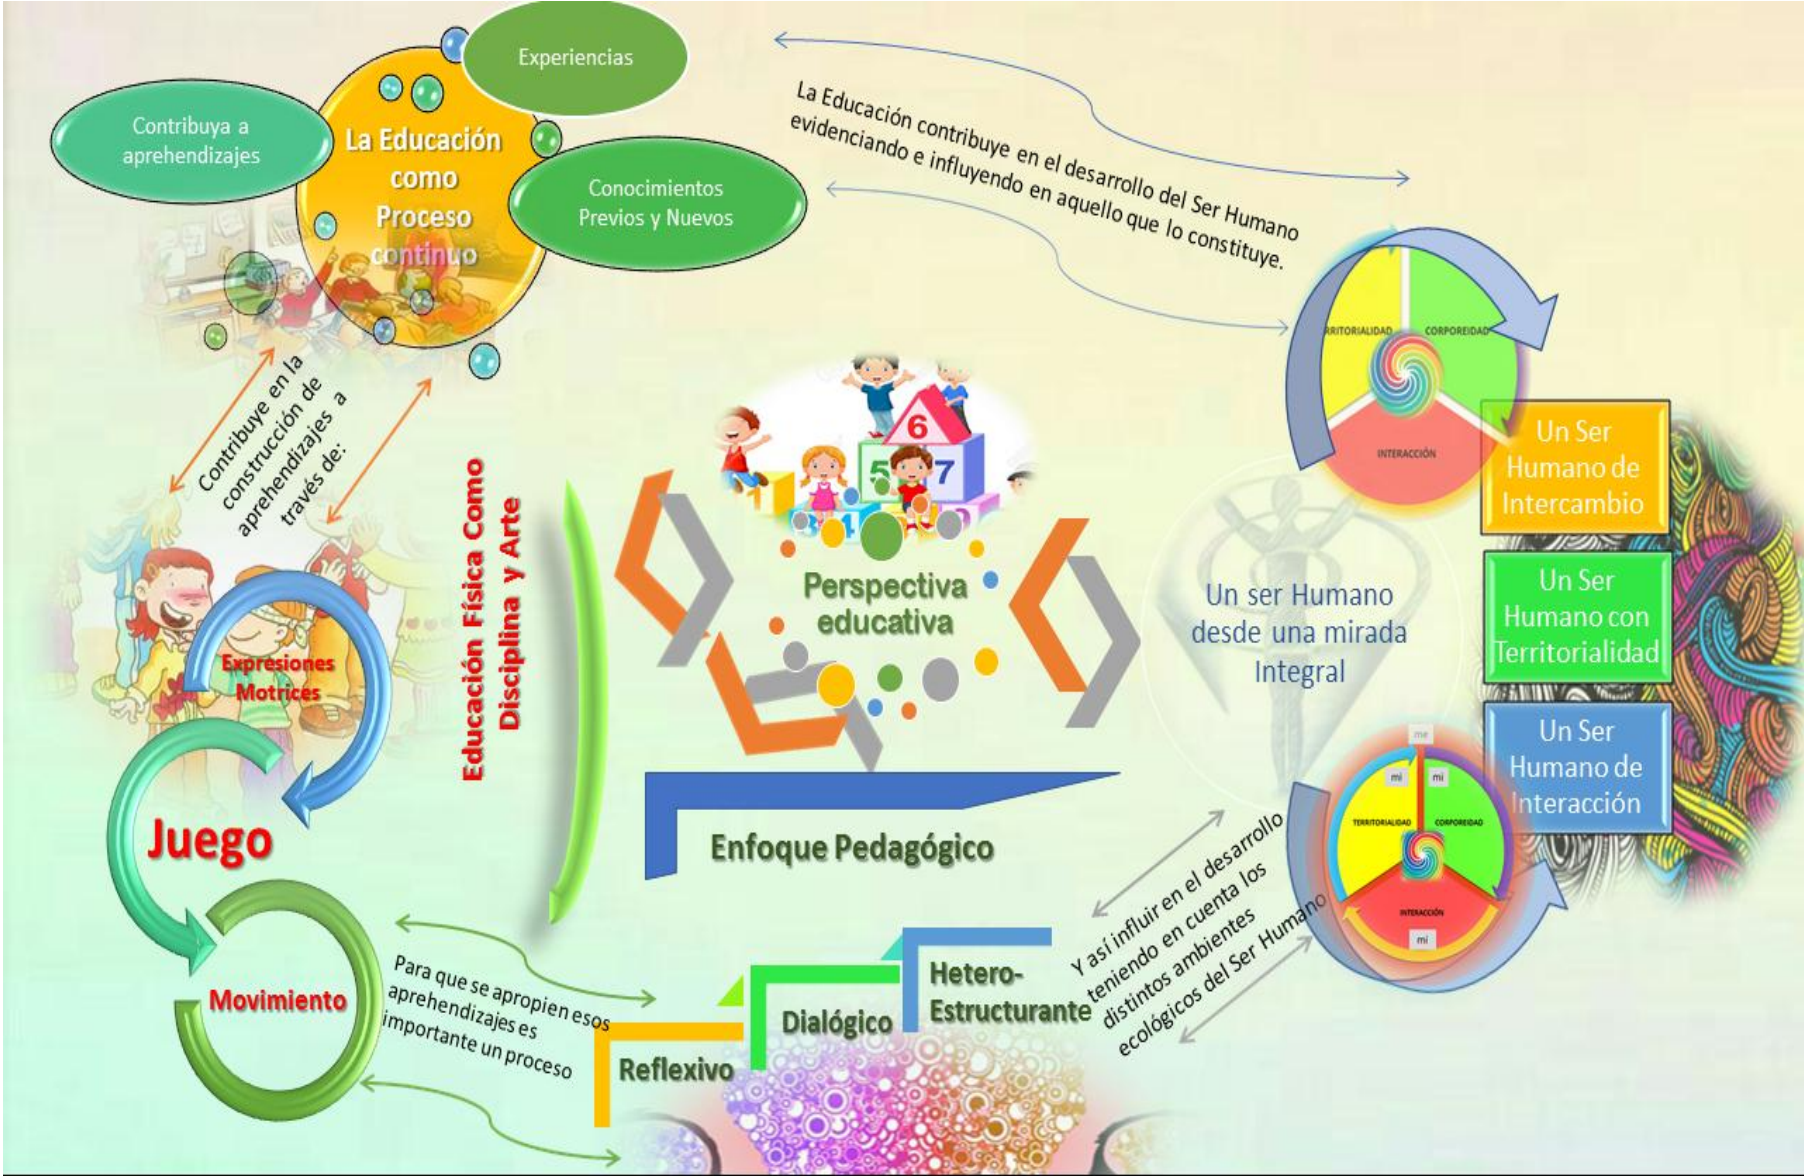 Experiencias
Contribuya a
aprehendizajes
La Educación
como
Proceso
continuo
Conocimientos
Previos y Nuevos
La Educación contribuye en el desarrollo del Ser Humano
evidenciando e influyendo en aquello que lo constituye.
RRITORIALIDAD
CORPOREIDAD
INTERACCIÓN
Contribuye en la
construcción de
aprehendizajes a
través de:
Educación Física Como
Disciplina y Arte
6
5
7
1
3
4
Perspectiva
educativa
Un ser Humano
desde una mirada
Integral
Un Ser
Humano de
Intercambio
Un Ser
Humano con
Territorialidad
Un Ser
Humano de
Interacción
Expresiones
Motrices
Juego
Movimiento
Enfoque Pedagógico
me
mi
mi
TERRITORIALIDAD
CORPOREIDAD
INTERACCIÓN
mi
Para que se apropien esos
aprehendizajes es
importante un proceso
Reflexivo
Dialógico
Hetero-
Estructurante
Y así influir en el desarrollo
teniendo en cuenta los
distintos ambientes
ecológicos del Ser Humano